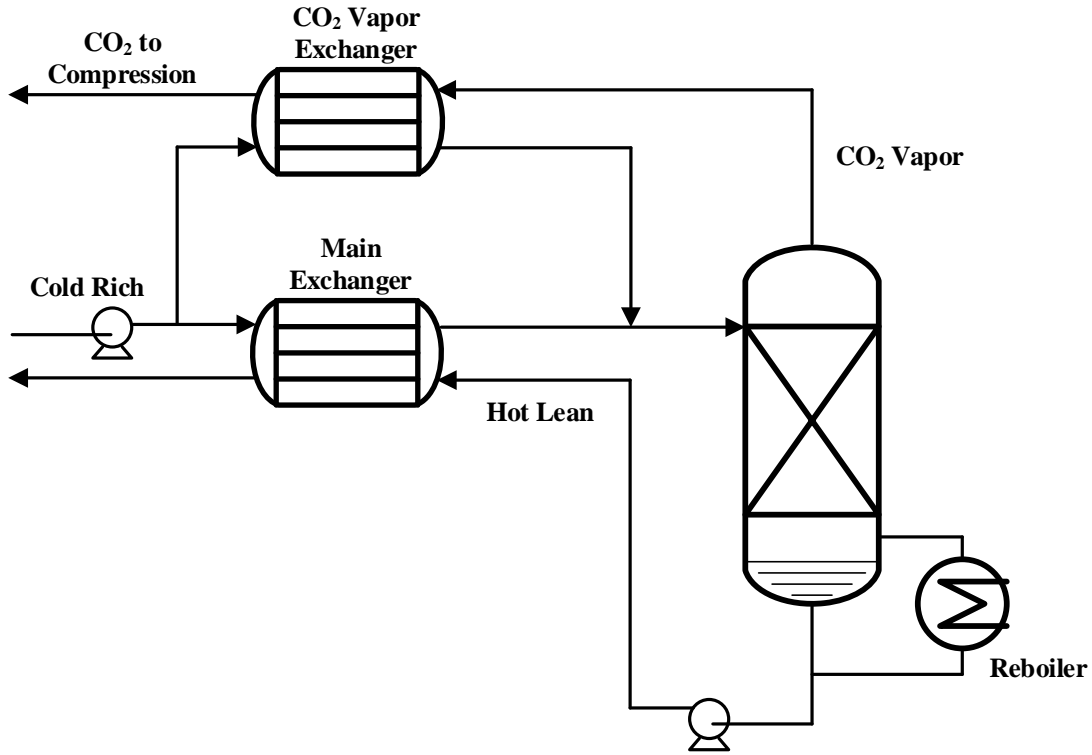 CO₂ Vapor
Exchanger
CO₂ to
Compression
CO₂ Vapor
Main
Exchanger
Cold Rich
Hot Lean
Reboiler